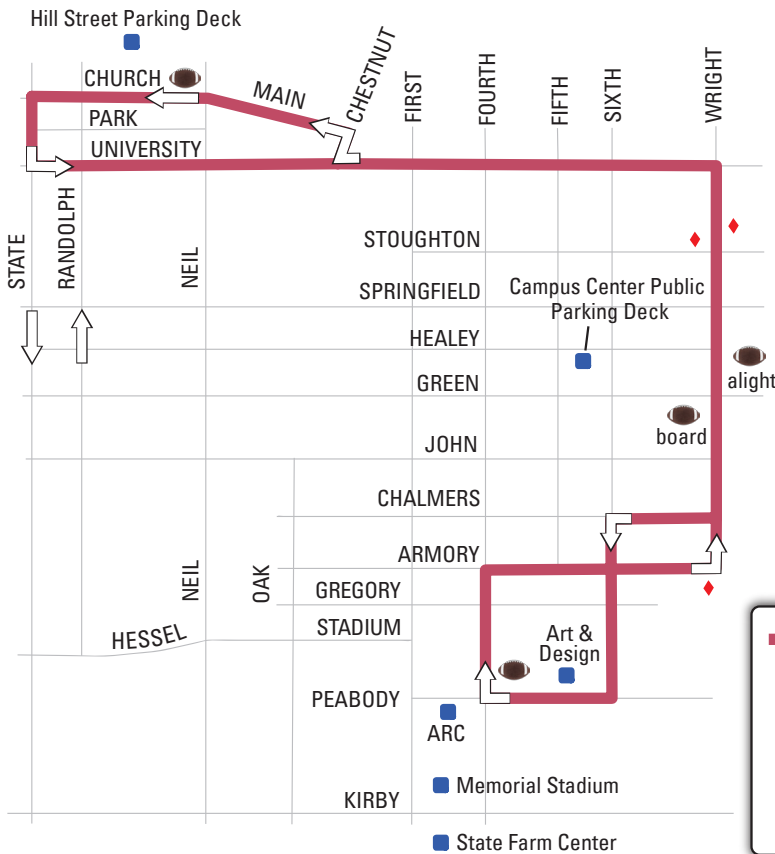 Hill Street Parking Deck
CHURCH
MAIN
CHESTNUT
FIRST
FOURTH
FIFTH
SIXTH
WRIGHT
PARK
UNIVERSITY
STATE
RANDOLPH
NEIL
STOUGHTON
SPRINGFIELD
Campus Center Public
Parking Deck
HEALEY
GREEN
alight
board
JOHN
CHALMERS
ARMORY
NEIL
OAK
GREGORY
STADIUM
HESSEL
Art &
Design
PEABODY
ARC
Memorial Stadium
KIRBY
State Farm Center